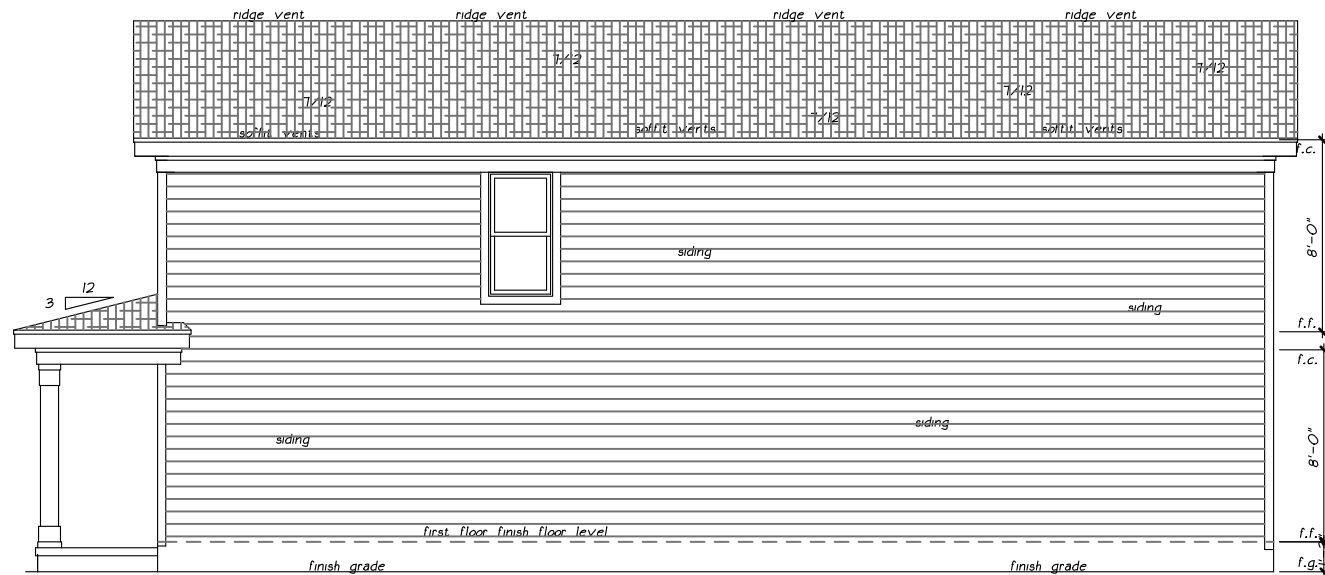 ridge vent ridge vent ridge vent ridge vent
7/12
7/12
7/12
7/12
7/12
soffit vents soffit vents soffit vents
f.c.
8'-0"
siding
12
3
siding
f.f.
f.c.
siding
siding
8'-0"
first floor finish floor level
f.f.
finish grade finish grade
f.g.